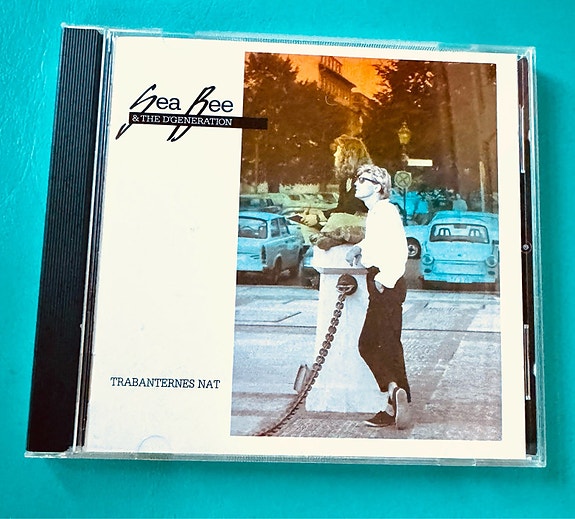 Sea Bee
& THE D'GENERATION
TRABANTERNES NAT